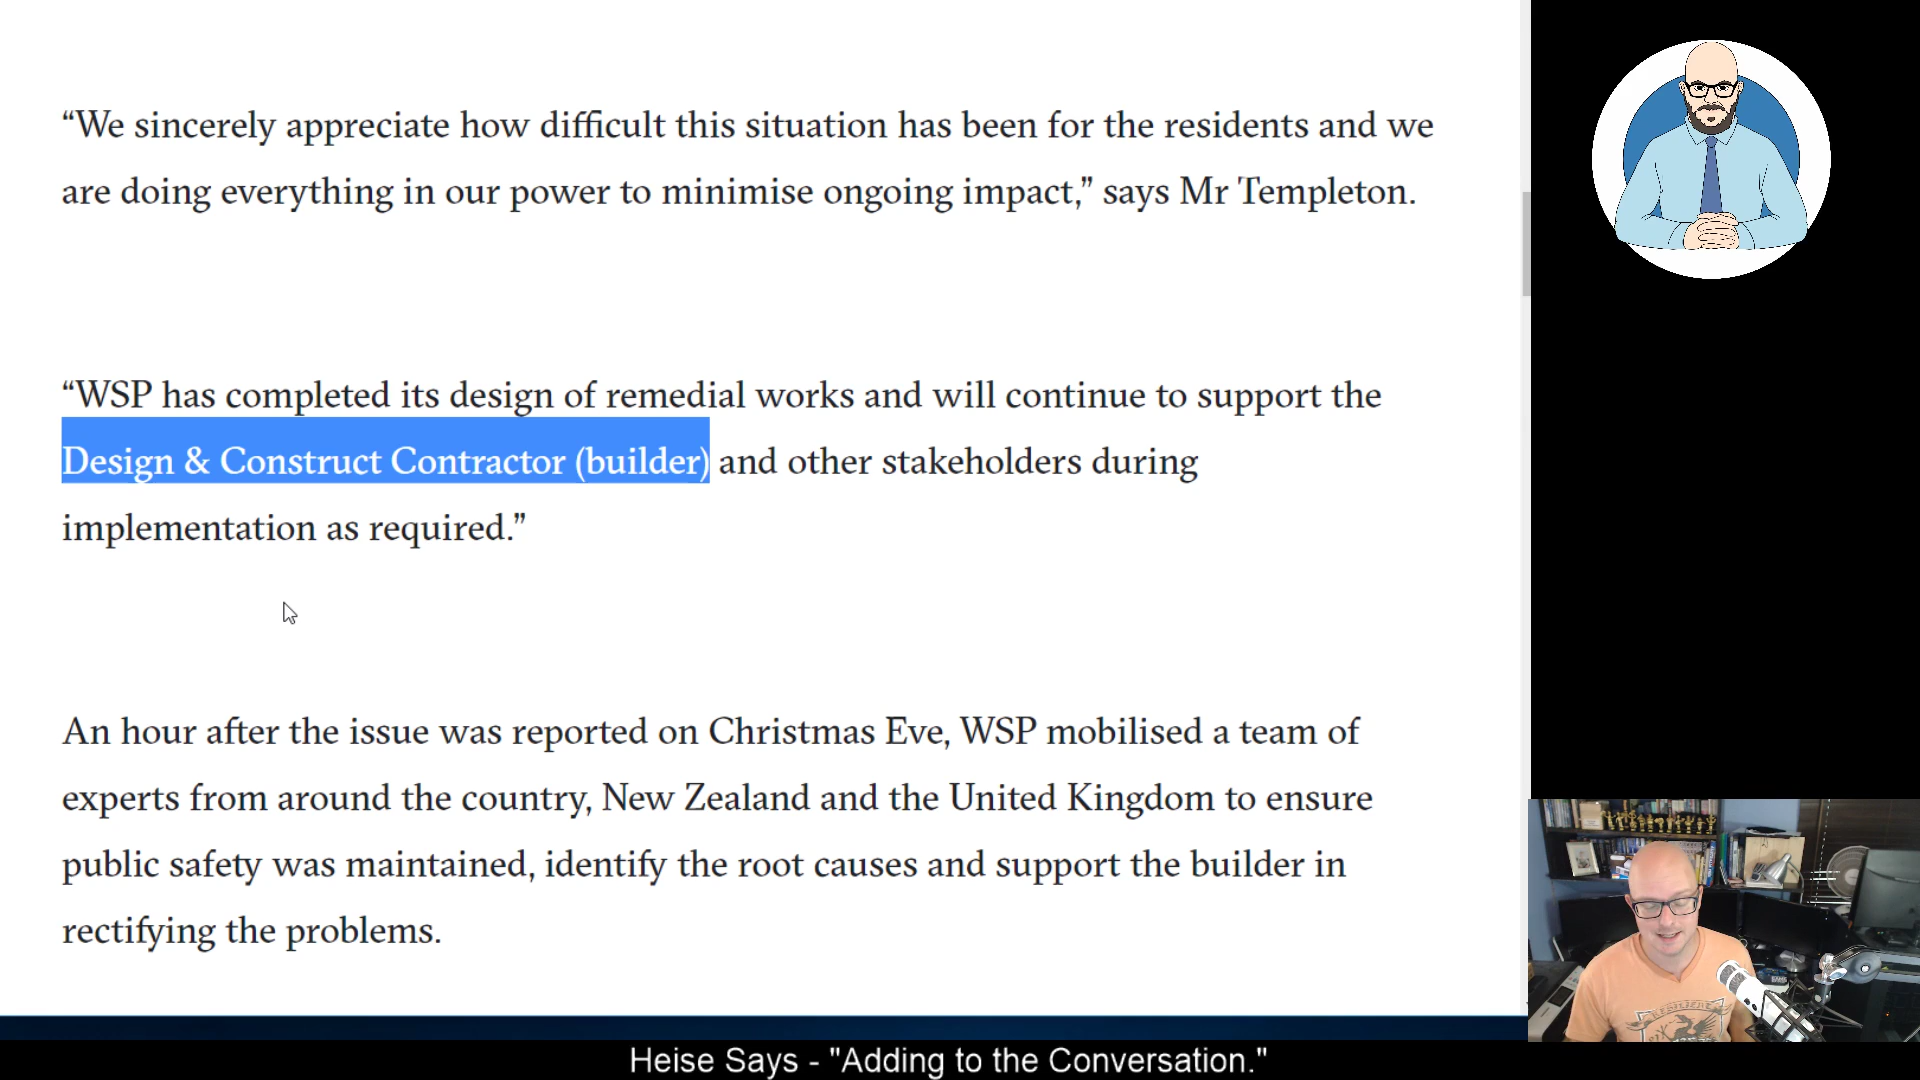 “We sincerely appreciate how difficult this situation has been for the residents and we
are doing everything in our power to minimise ongoing impact,” says Mr Templeton.
“WSP has completed its design of remedial works and will continue to support the
Design & Construct Contractor (builder) and other stakeholders during
implementation as required.”
An hour after the issue was reported on Christmas Eve, WSP mobilised a team of
experts from around the country, New Zealand and the United Kingdom to ensure
public safety was maintained, identify the root causes and support the builder in
rectifying the problems.
Heise Says - "Adding to the Conversation."